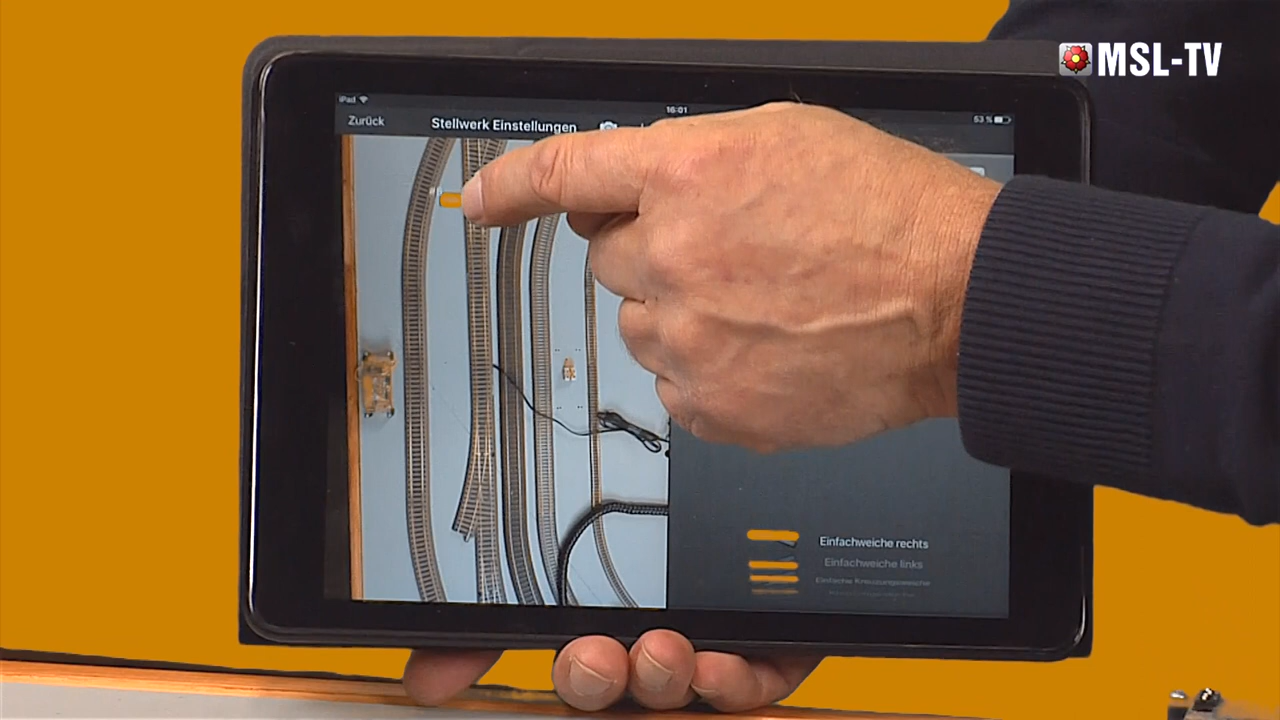 MSL-TV
iPad
16:01
53 %
Zurück
Stellwerk Einstellungen
Einfachweiche rechts
Einfachweiche links
Einfache Kreuzungsweiche